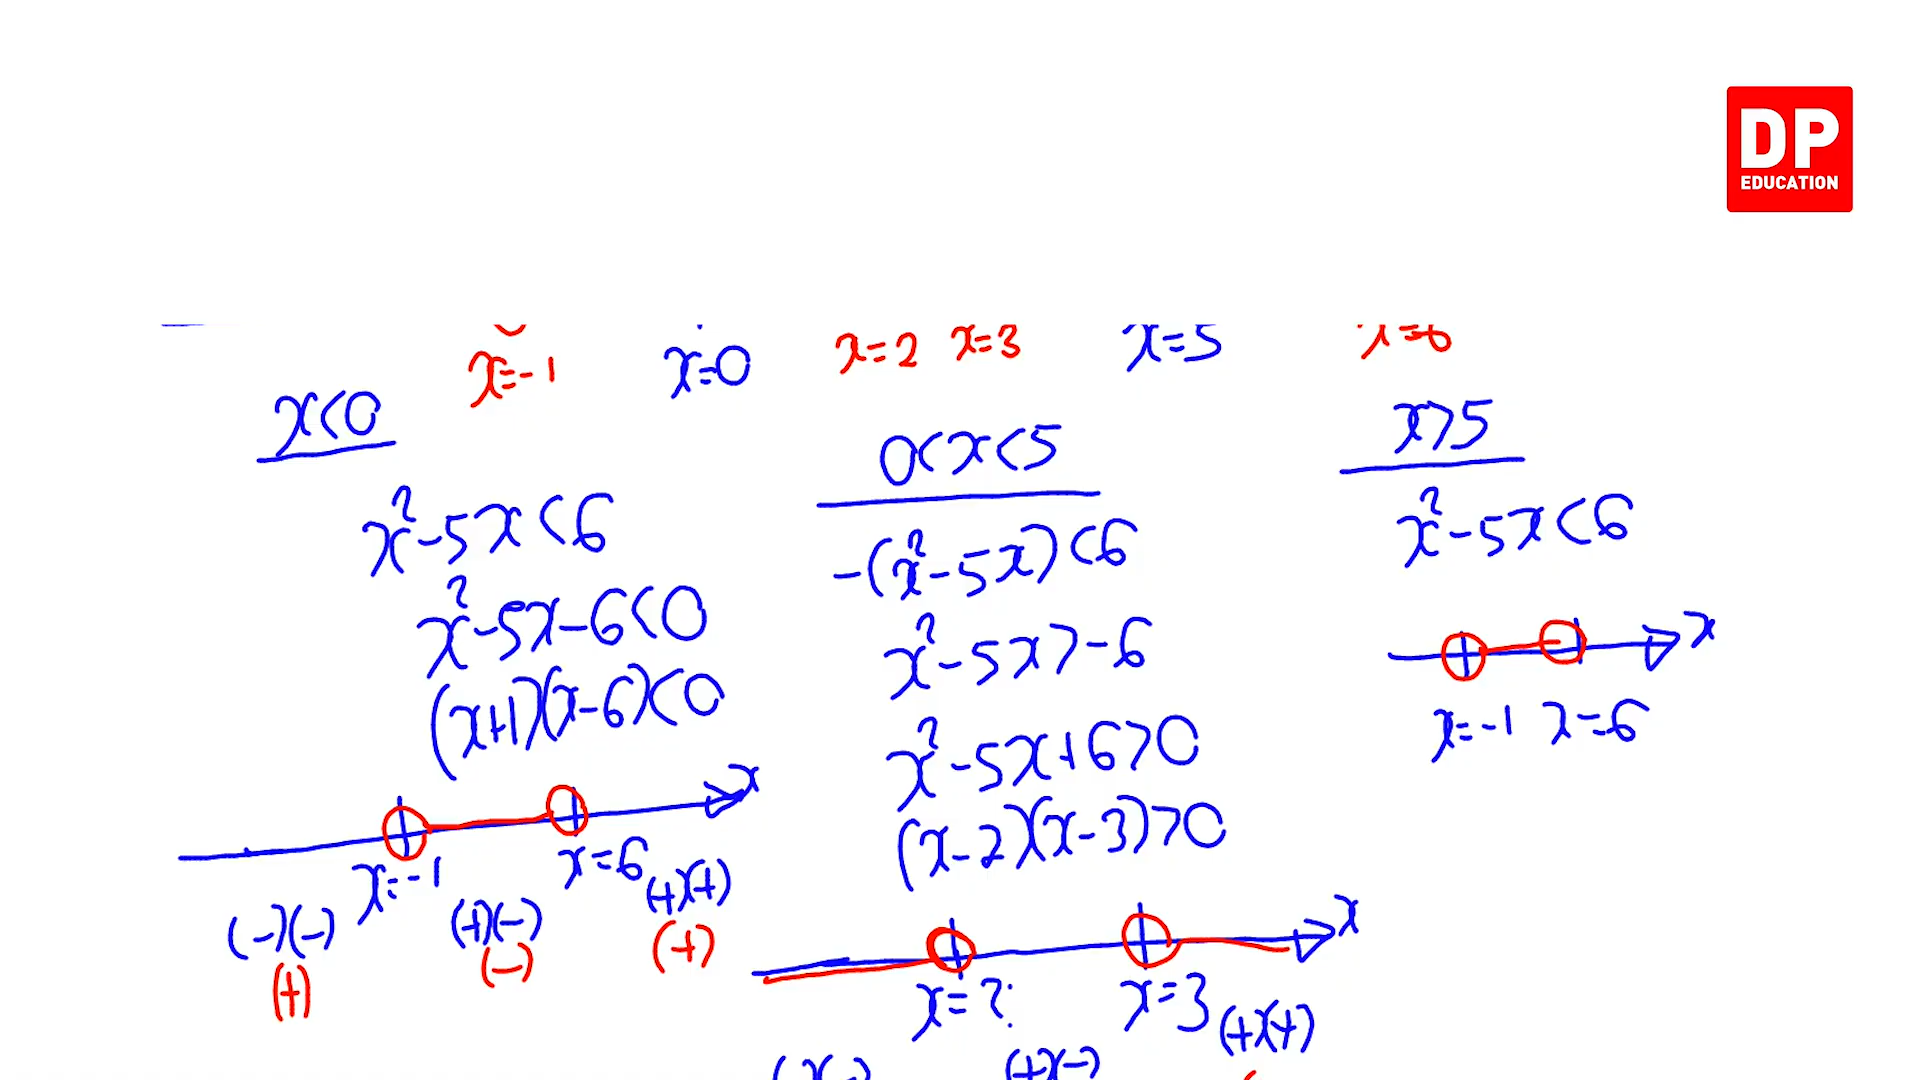 DP
EDUCATION
x=-1 x=0 x=2 x=3 x=5 x=6
x<0
x²-5x<6
x²-5x-6<0
(x+1)(x-6)<0
x
x=-1 x=6
(-)(-) (+)(-) (+)(+)
(+) (-) (+)
0<x<5
-(x²-5x)<6
x²-5x>-6
x²-5x+6>0
(x-2)(x-3)>0
x
x=2 x=3
(+)(+)
(+)(-)
x>5
x²-5x<6
x
x=-1 x=6